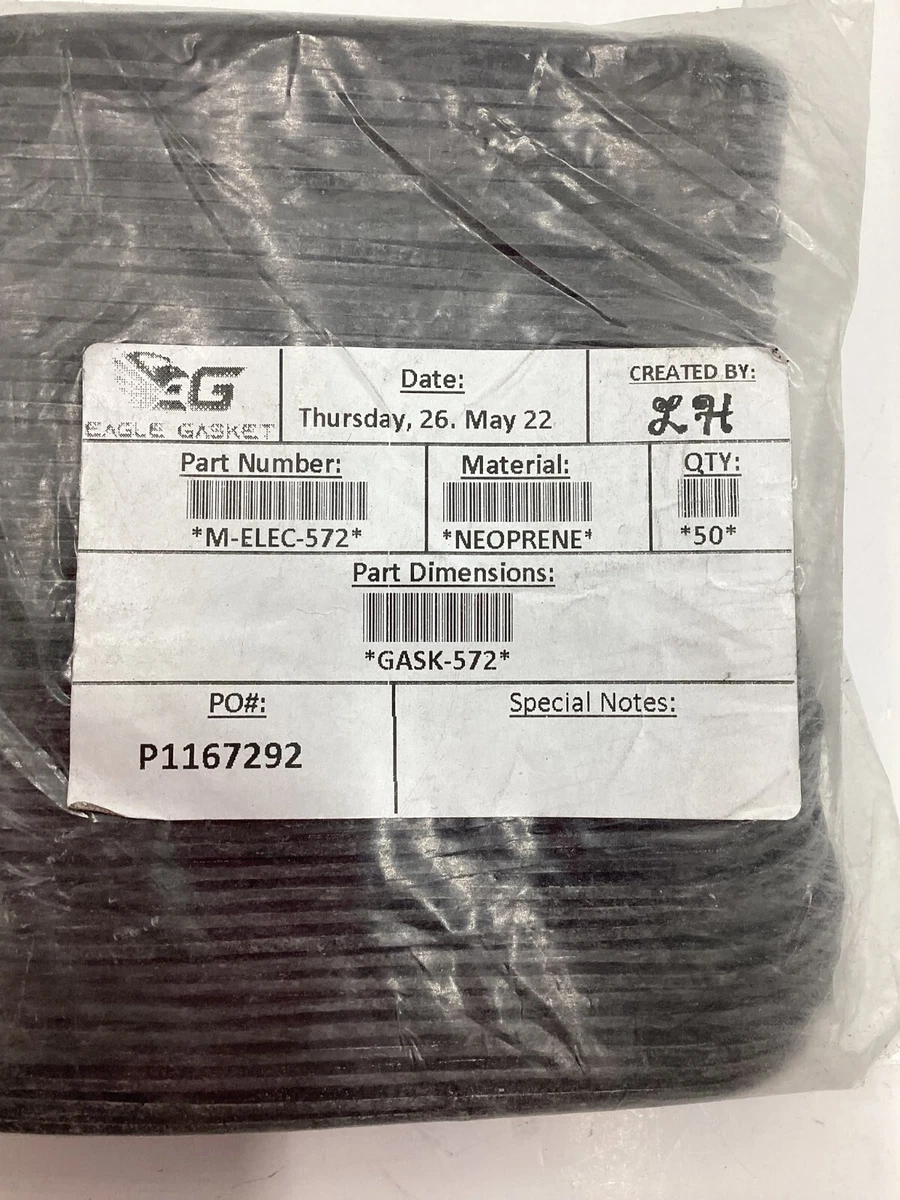 EG
EAGLE GASKET
Date:
Thursday, 26. May 22
CREATED BY:
LH
Part Number:
*M-ELEC-572*
Material:
*NEOPRENE*
QTY:
*50*
Part Dimensions:
*GASK-572*
PO#:
P1167292
Special Notes: